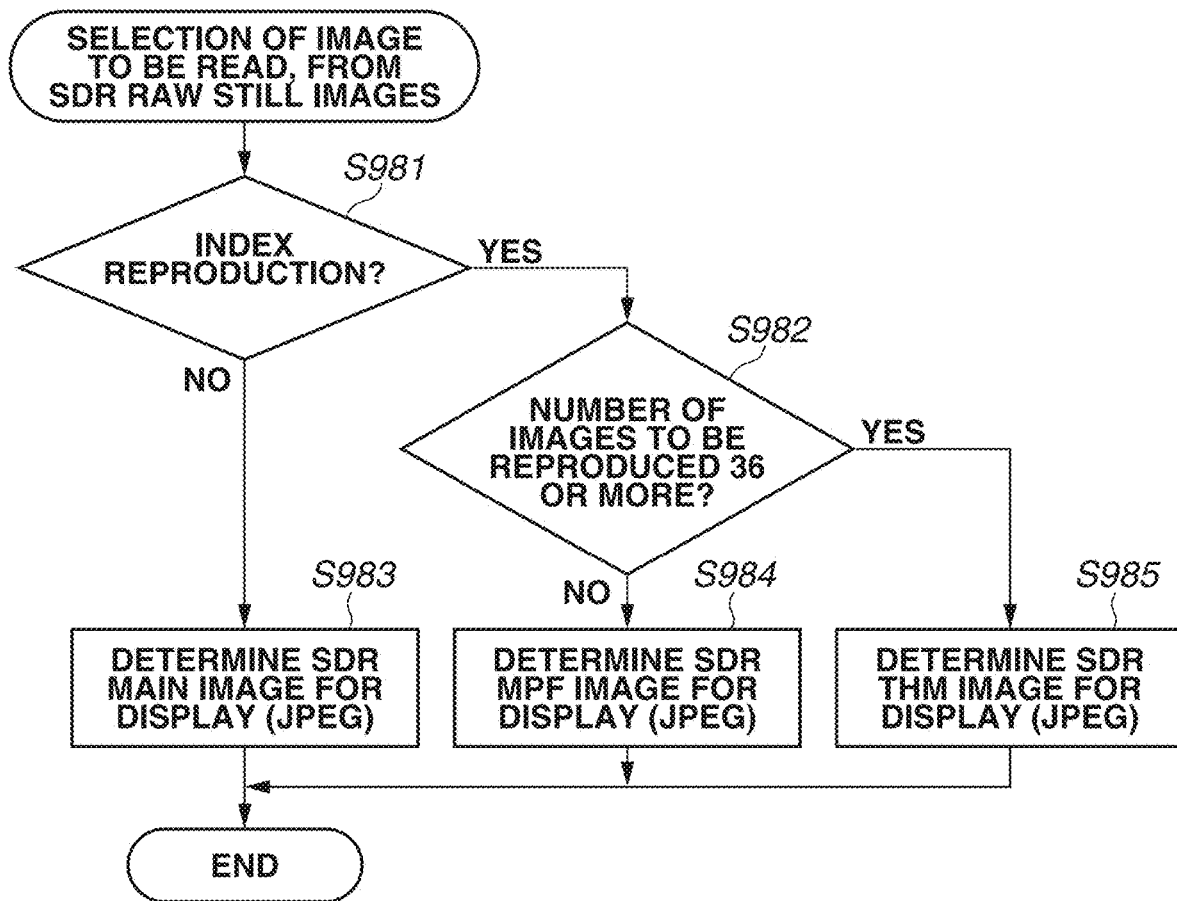 SELECTION OF IMAGE
TO BE READ, FROM
SDR RAW STILL IMAGES
S981
INDEX
REPRODUCTION?
YES
NO
S982
NUMBER OF
IMAGES TO BE
REPRODUCED 36
OR MORE?
YES
NO
S983
DETERMINE SDR
MAIN IMAGE FOR
DISPLAY (JPEG)
S984
DETERMINE SDR
MPF IMAGE FOR
DISPLAY (JPEG)
S985
DETERMINE SDR
THM IMAGE FOR
DISPLAY (JPEG)
END